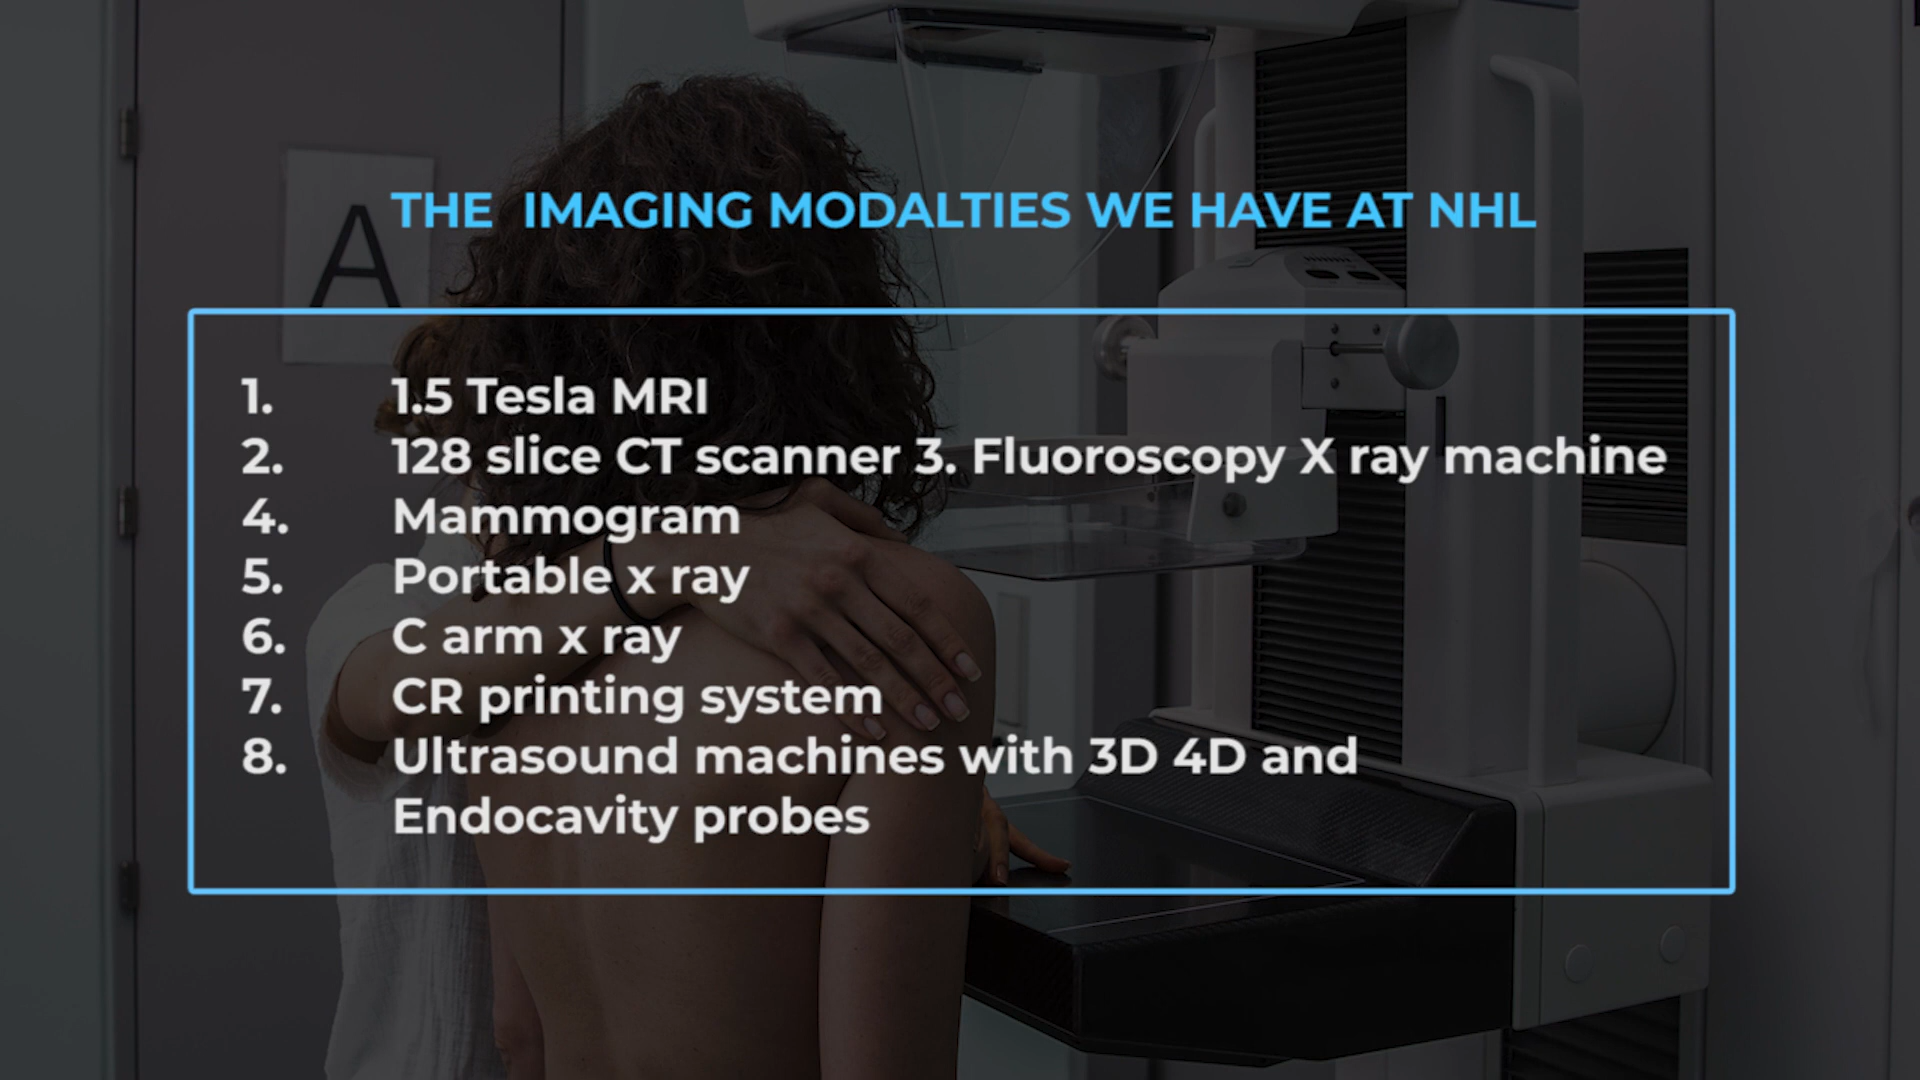 A
THE  IMAGING MODALTIES WE HAVE AT NHL
1. 1.5 Tesla MRI
2. 128 slice CT scanner 3. Fluoroscopy X ray machine
4. Mammogram
5. Portable x ray
6. C arm x ray
7. CR printing system
8. Ultrasound machines with 3D 4D and
Endocavity probes